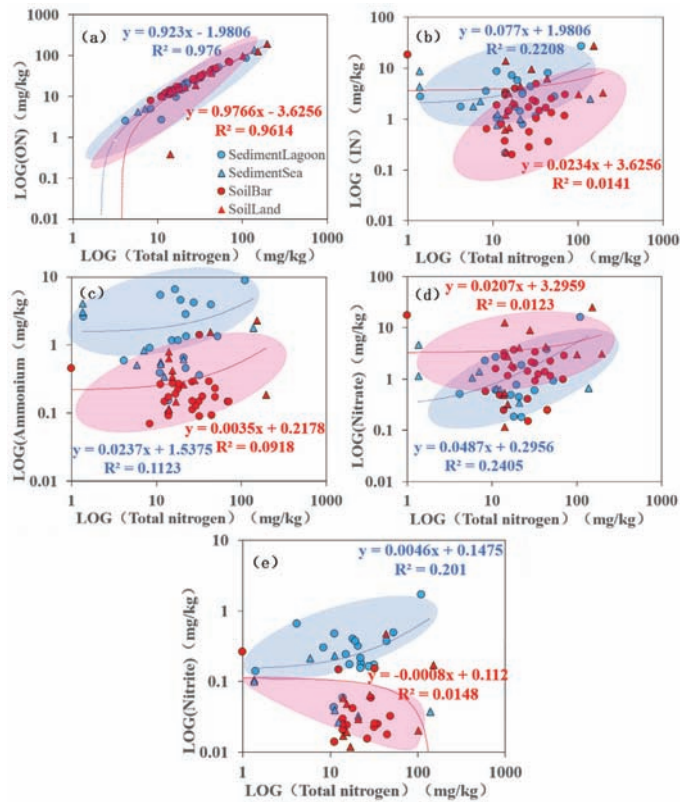 (a)
y = 0.923x - 1.9806
R² = 0.976
y = 0.9766x - 3.6256
R² = 0.9614
SedimentLagoon
SedimentSea
SoilBar
SoilLand
LOG(ON) (mg/kg)
1000
100
10
1
0.1
0.01
1
10
100
1000
LOG (Total nitrogen) (mg/kg)
(b)
y = 0.077x + 1.9806
R² = 0.2208
y = 0.0234x + 3.6256
R² = 0.0141
LOG (IN) (mg/kg)
100
10
1
0.1
0.01
1
10
100
1000
LOG (Total nitrogen) (mg/kg)
(c)
y = 0.0035x + 0.2178
R² = 0.0918
y = 0.0237x + 1.5375
R² = 0.1123
LOG(Ammonium) (mg/kg)
10
1
0.1
0.01
1
10
100
1000
LOG (Total nitrogen) (mg/kg)
(d)
y = 0.0207x + 3.2959
R² = 0.0123
y = 0.0487x + 0.2956
R² = 0.2405
LOG(Nitrate) (mg/kg)
100
10
1
0.1
0.01
1
10
100
1000
LOG (Total nitrogen) (mg/kg)
(e)
y = 0.0046x + 0.1475
R² = 0.201
y = -0.0008x + 0.112
R² = 0.0148
LOG(Nitrite) (mg/kg)
10
1
0.1
0.01
1
10
100
1000
LOG (Total nitrogen) (mg/kg)